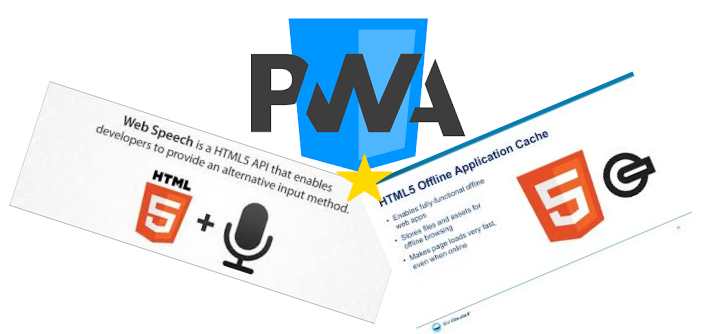 PWA
Web Speech is a HTML5 API that enables
developers to provide an alternative input method.
HTML
5
+
HTML5 Offline Application Cache
• Enables fully-functional offline
web apps
• Stores files and assets for
offline browsing
• Makes page loads very fast,
even when online
5